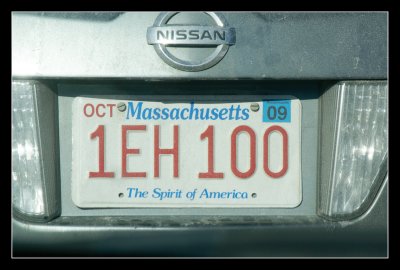 NISSAN
OCT Massachusetts 09
1EH 100
The Spirit of America